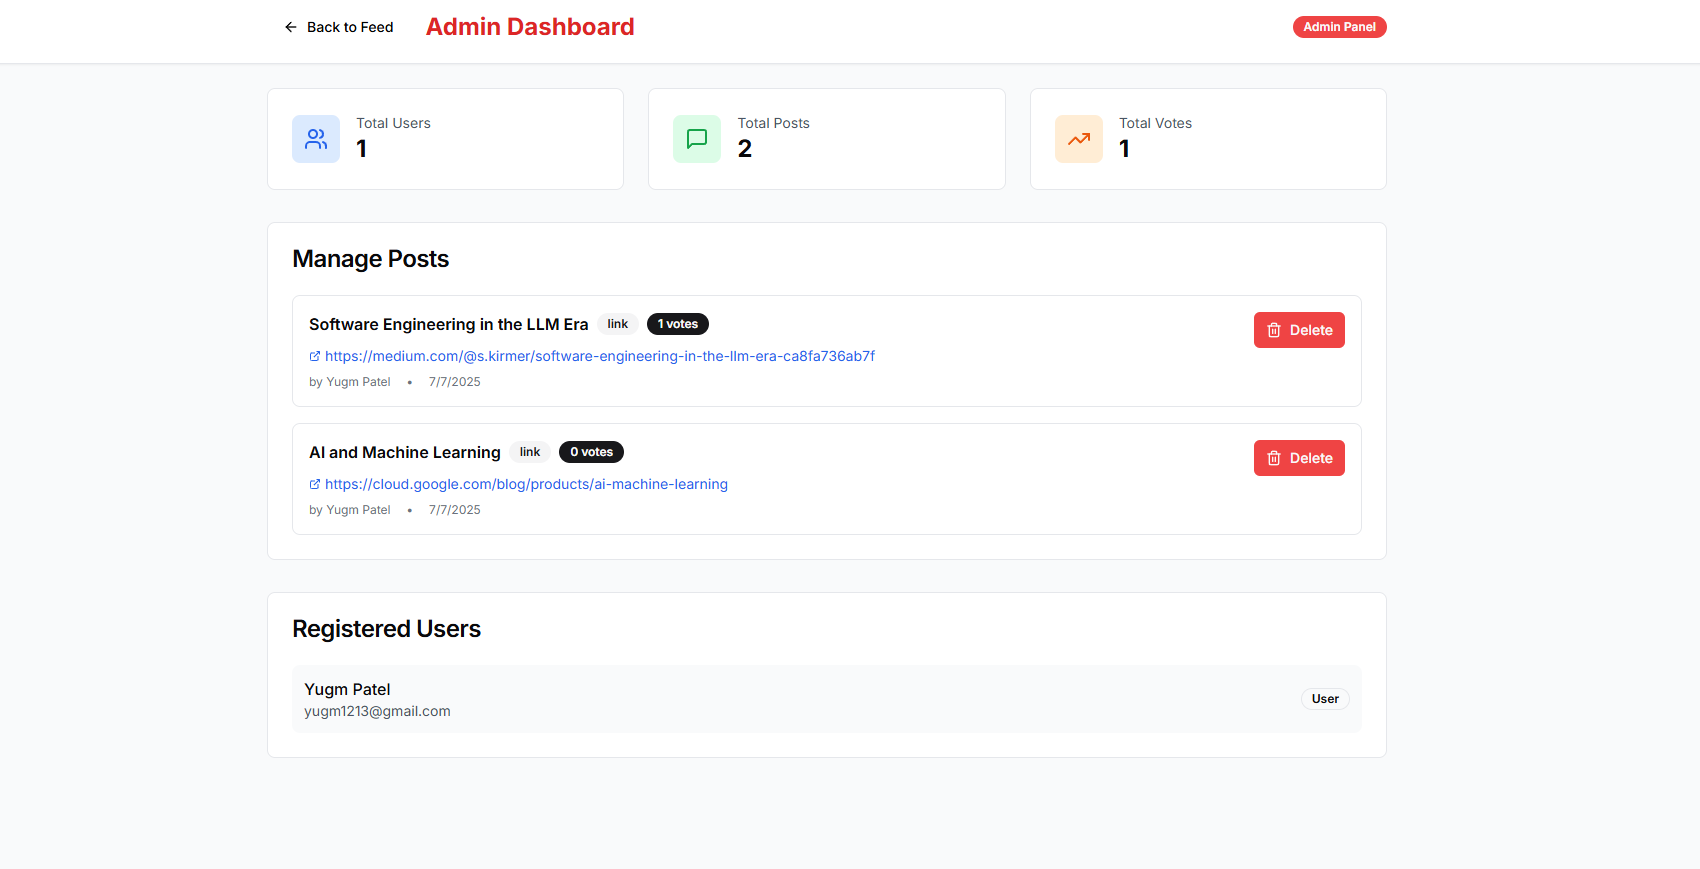 Back to Feed
Admin Dashboard
Admin Panel
Total Users
1
Total Posts
2
Total Votes
1
Manage Posts
Software Engineering in the LLM Era link 1 votes
Delete
https://medium.com/@s.kirmer/software-engineering-in-the-llm-era-ca8fa736ab7f
by Yugm Patel • 7/7/2025
AI and Machine Learning link 0 votes
Delete
https://cloud.google.com/blog/products/ai-machine-learning
by Yugm Patel • 7/7/2025
Registered Users
Yugm Patel
yugm1213@gmail.com
User